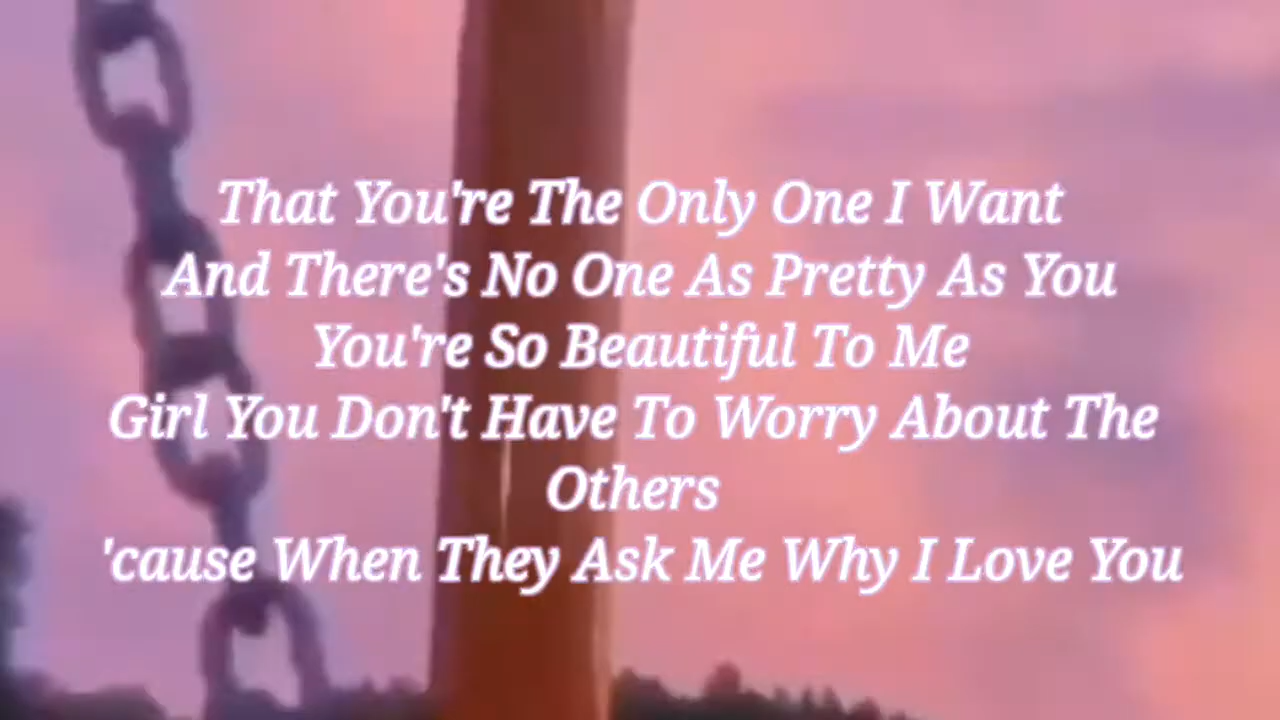 That You're The Only One I Want
And There's No One As Pretty As You
You're So Beautiful To Me
Girl You Don't Have To Worry About The
Others
'cause When They Ask Me Why I Love You